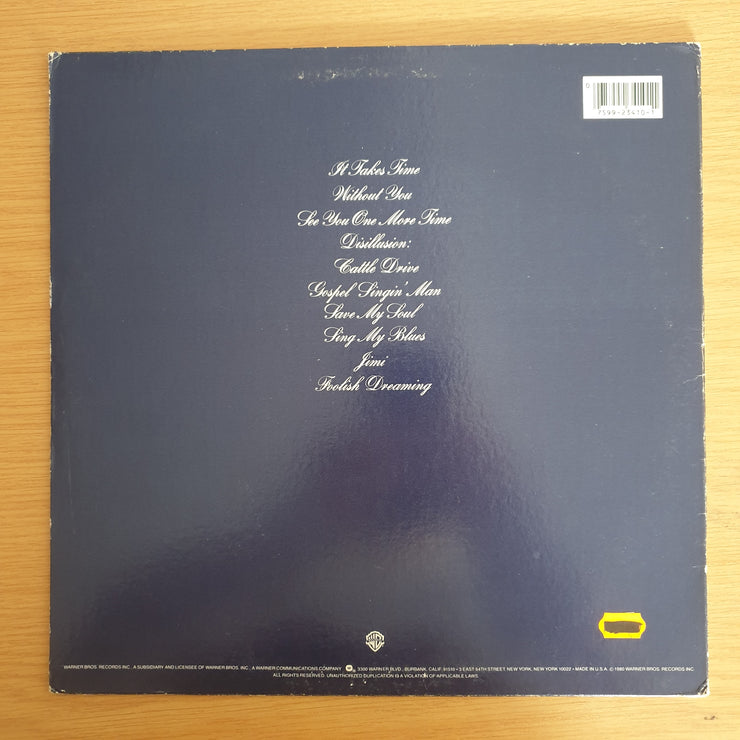 0
7599-23410-1
It Takes Time
Without You
See You One More Time
Disillusion:
Cattle Drive
Gospel Singin' Man
Save My Soul
Sing My Blues
Jimi
Foolish Dreaming
WARNER BROS. RECORDS INC., A SUBSIDIARY AND LICENSEE OF WARNER BROS. INC., A WARNER COMMUNICATIONS COMPANY 3300 WARNER BLVD., BURBANK, CALIF. 91510 • 3 EAST 54TH STREET, NEW YORK, NEW YORK 10022 • MADE IN U.S.A. © 1980 WARNER BROS. RECORDS INC.
ALL RIGHTS RESERVED. UNAUTHORIZED DUPLICATION IS A VIOLATION OF APPLICABLE LAWS.